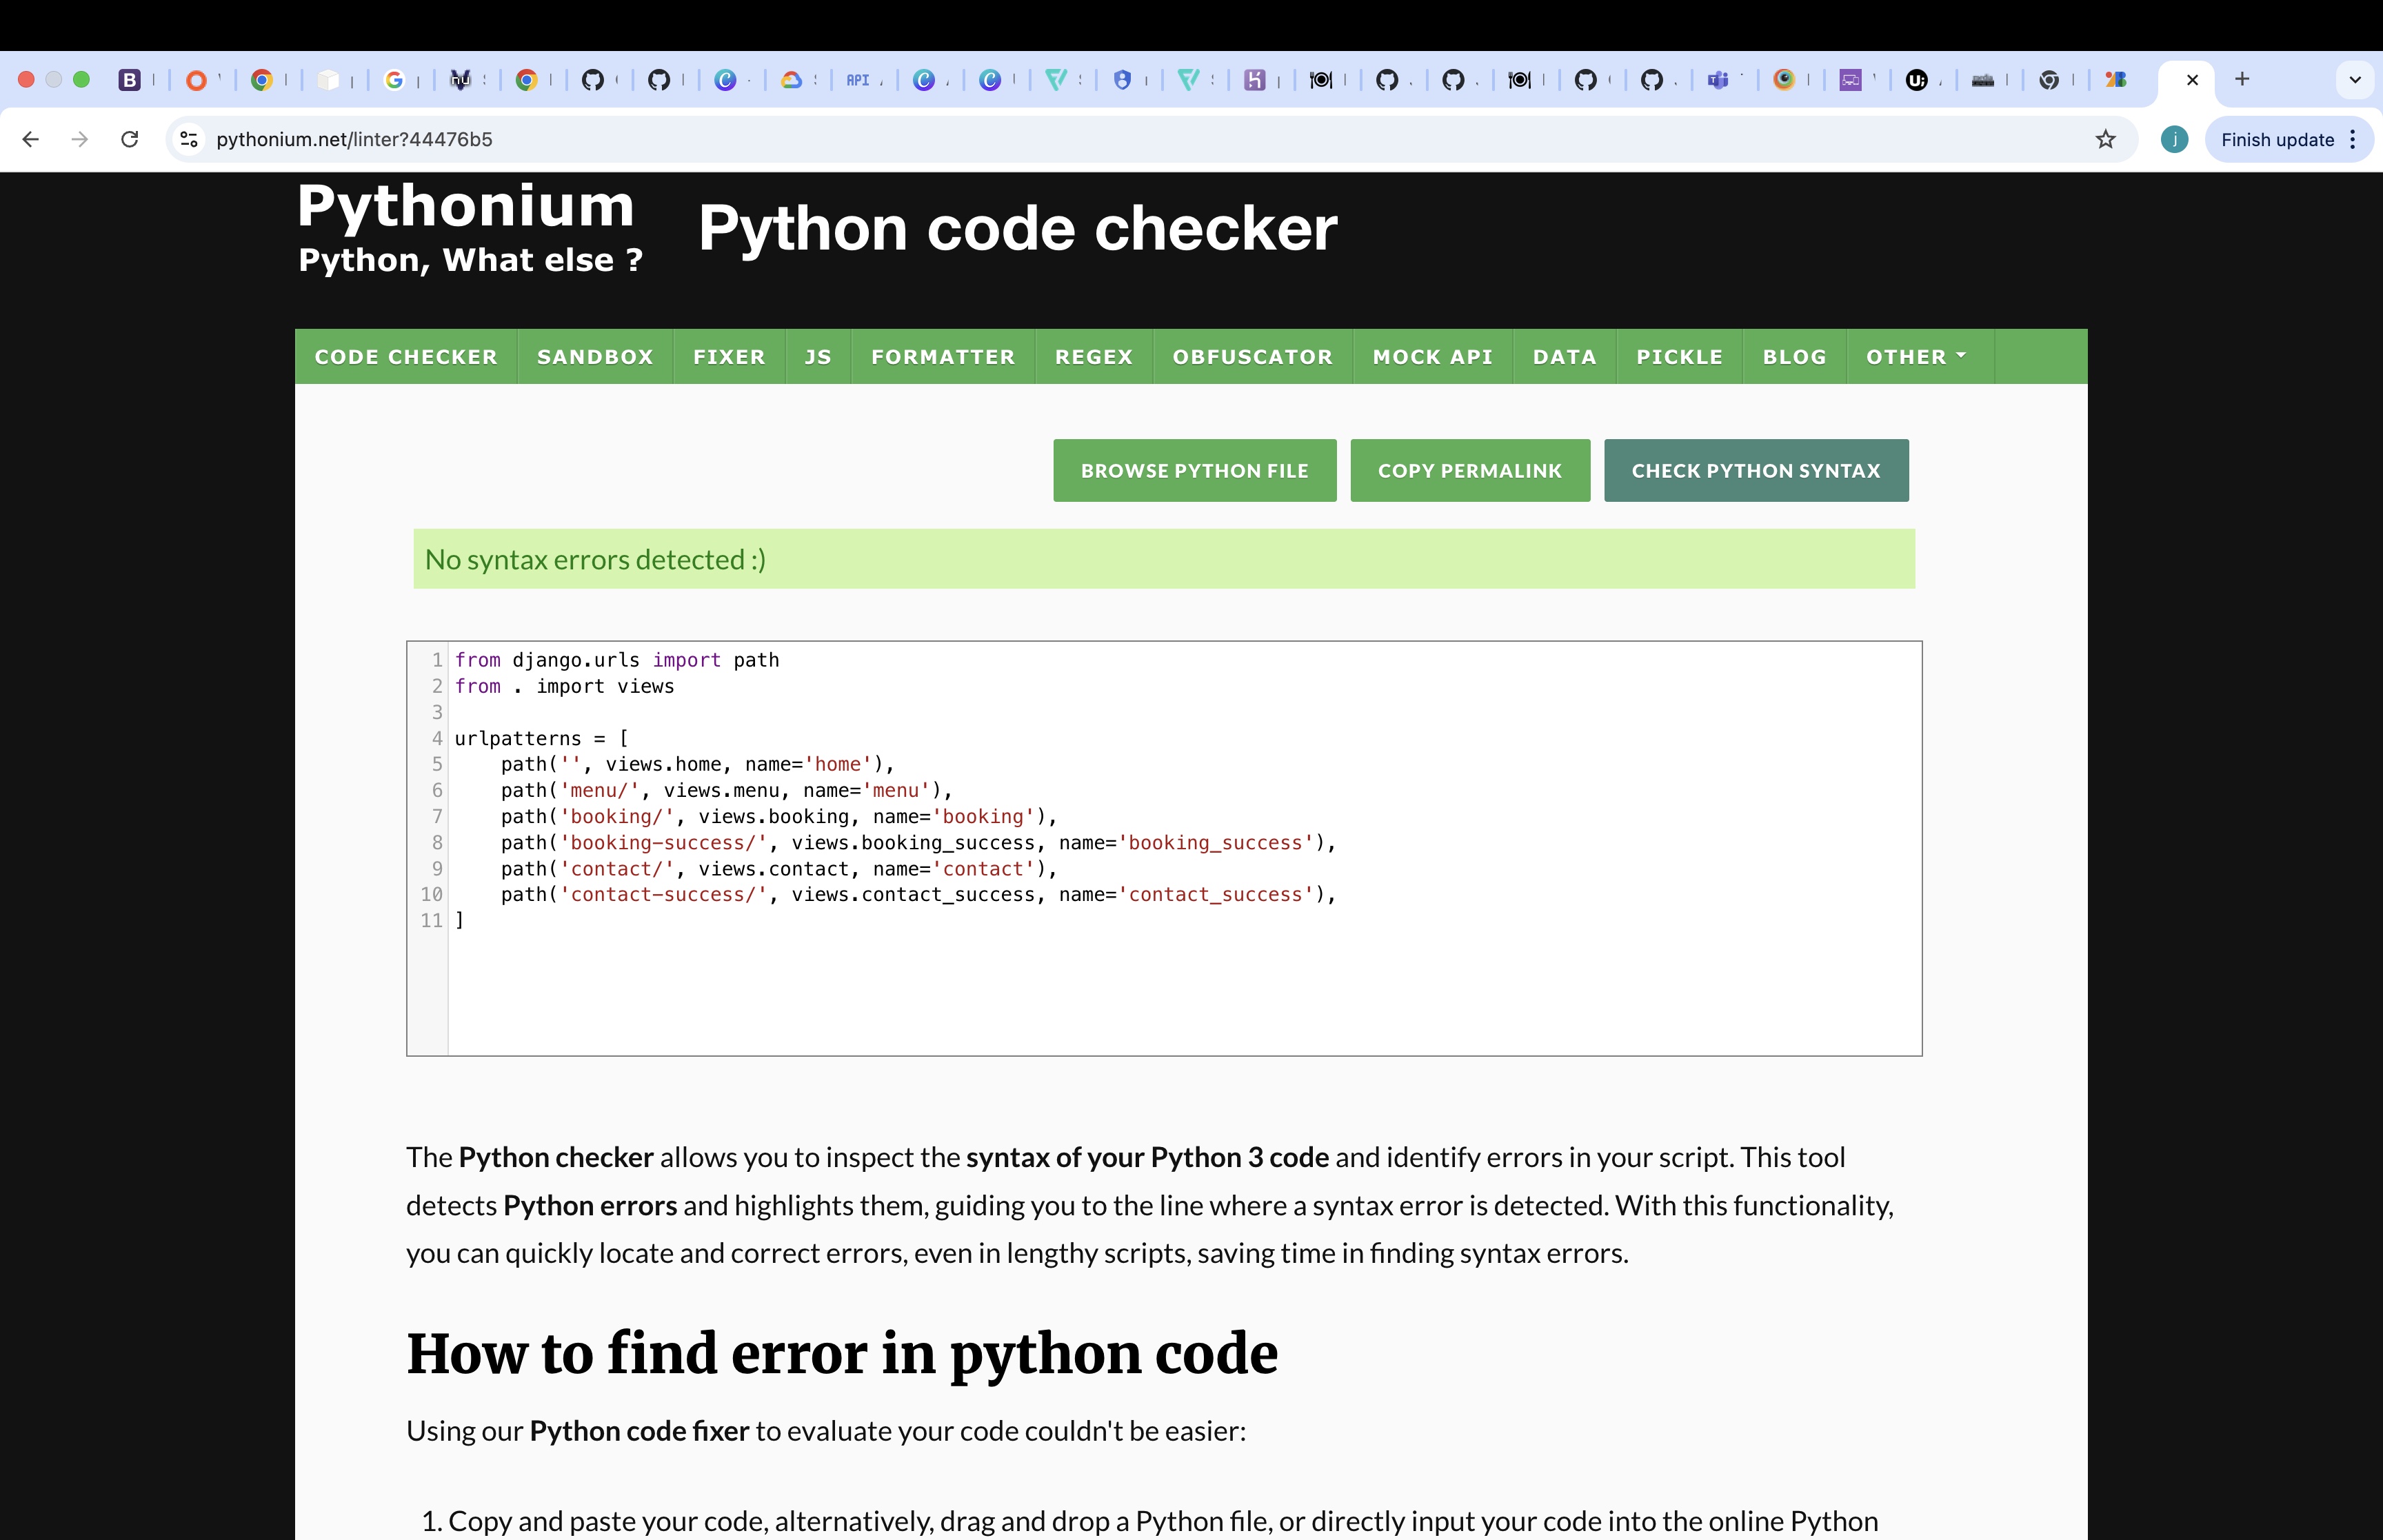 pythonium.net/linter?44476b5
j
Finish update
Pythonium
Python, What else ?
Python code checker
CODE CHECKER SANDBOX FIXER JS FORMATTER REGEX OBFUSCATOR MOCK API DATA PICKLE BLOG OTHER
BROWSE PYTHON FILE COPY PERMALINK CHECK PYTHON SYNTAX
No syntax errors detected :)
1 from django.urls import path
2 from . import views
3
4 urlpatterns = [
5     path('', views.home, name='home'),
6     path('menu/', views.menu, name='menu'),
7     path('booking/', views.booking, name='booking'),
8     path('booking-success/', views.booking_success, name='booking_success'),
9     path('contact/', views.contact, name='contact'),
10     path('contact-success/', views.contact_success, name='contact_success'),
11 ]
The Python checker allows you to inspect the syntax of your Python 3 code and identify errors in your script. This tool
detects Python errors and highlights them, guiding you to the line where a syntax error is detected. With this functionality,
you can quickly locate and correct errors, even in lengthy scripts, saving time in finding syntax errors.
How to find error in python code
Using our Python code fixer to evaluate your code couldn't be easier:
1. Copy and paste your code, alternatively, drag and drop a Python file, or directly input your code into the online Python